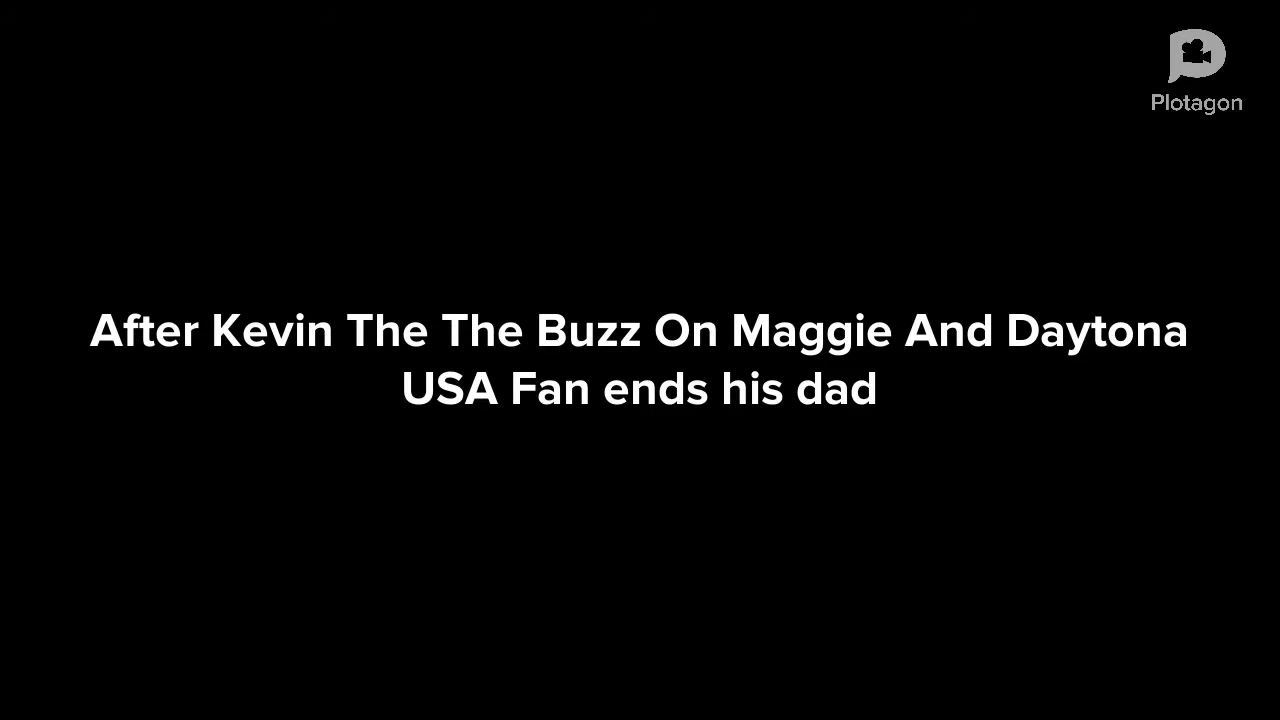 Plotagon
After Kevin The The Buzz On Maggie And Daytona
USA Fan ends his dad